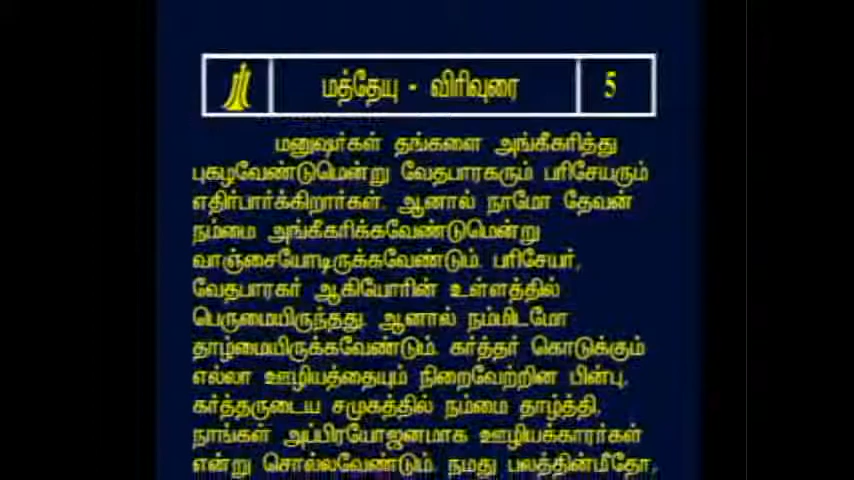 மத்தேயு - விரிவுரை 5
மனுஷர்கள் தங்களை அங்கீகரித்து
புகழவேண்டுமென்று வேதபாரகரும் பரிசேயரும்
எதிர்பார்க்கிறார்கள். ஆனால் நாமோ தேவன்
நம்மை அங்கீகரிக்கவேண்டுமென்று
வாஞ்சையோடிருக்கவேண்டும். பரிசேயர்,
வேதபாரகர் ஆகியோரின் உள்ளத்தில்
பெருமையிருந்தது. ஆனால் நம்மிடமோ
தாழ்மையிருக்கவேண்டும். கர்த்தர் கொடுக்கும்
எல்லா ஊழியத்தையும் நிறைவேற்றின பின்பு,
கர்த்தருடைய சமுகத்தில் நம்மை தாழ்த்தி,
நாங்கள் அப்பிரயோஜனமாக ஊழியக்காரர்கள்
என்று சொல்லவேண்டும். நமது பலத்தின்மீதோ,